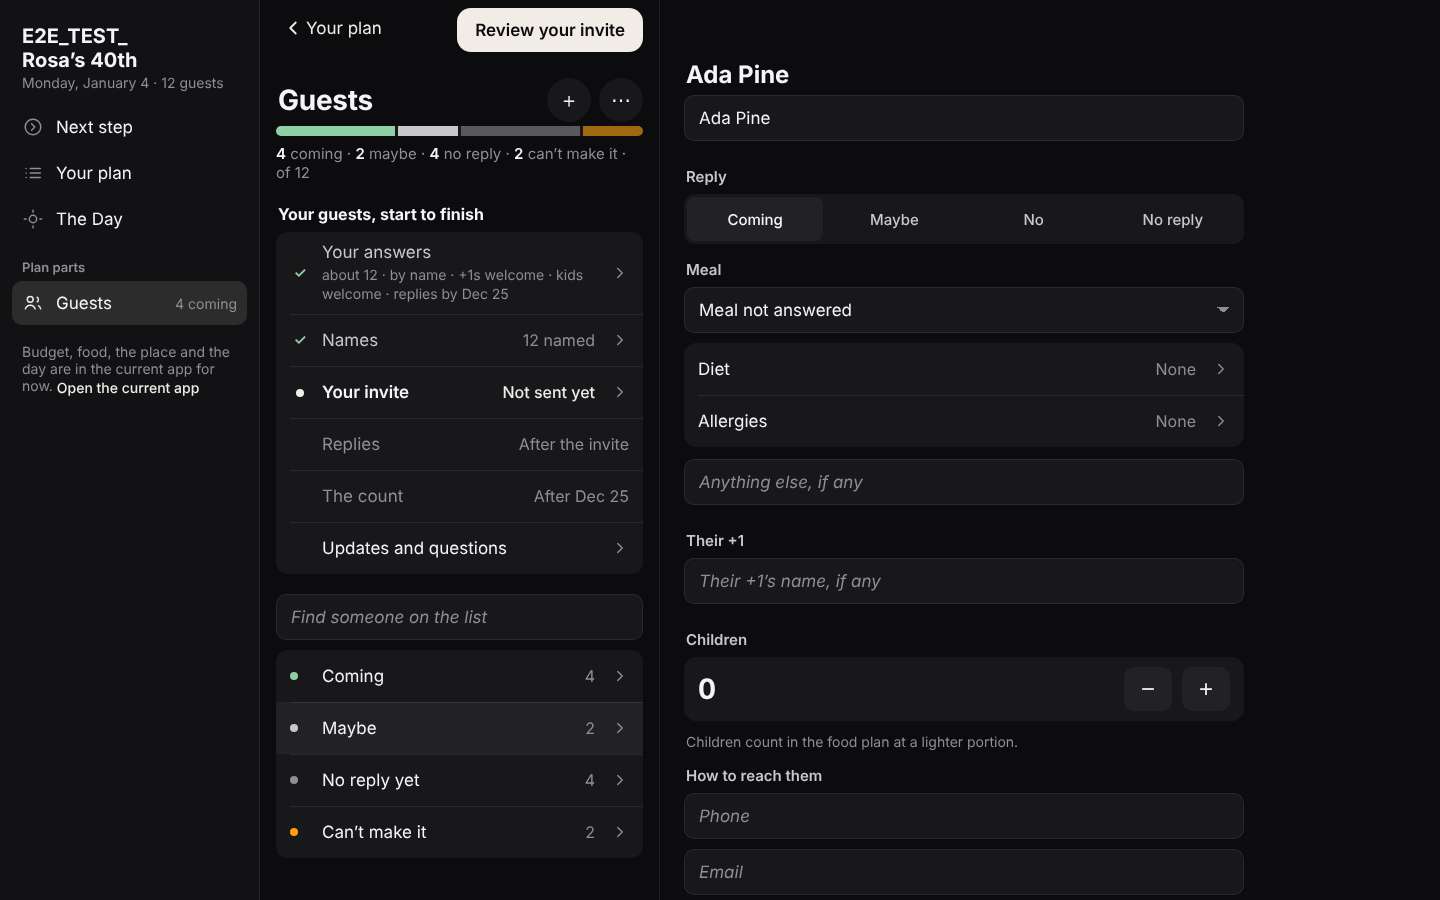 E2E_TEST_
Rosa’s 40th
Monday, January 4 · 12 guests
Next step
Your plan
The Day
Plan parts
Guests 4 coming
Budget, food, the place and the
day are in the current app for
now. Open the current app
Your plan
Review your invite
Guests
4 coming · 2 maybe · 4 no reply · 2 can’t make it ·
of 12
Your guests, start to finish
Your answers
about 12 · by name · +1s welcome · kids
welcome · replies by Dec 25
Names 12 named
Your invite Not sent yet
Replies After the invite
The count After Dec 25
Updates and questions
Find someone on the list
Coming 4
Maybe 2
No reply yet 4
Can’t make it 2
Ada Pine
Ada Pine
Reply
Coming Maybe No No reply
Meal
Meal not answered
Diet None
Allergies None
Anything else, if any
Their +1
Their +1’s name, if any
Children
0
Children count in the food plan at a lighter portion.
How to reach them
Phone
Email